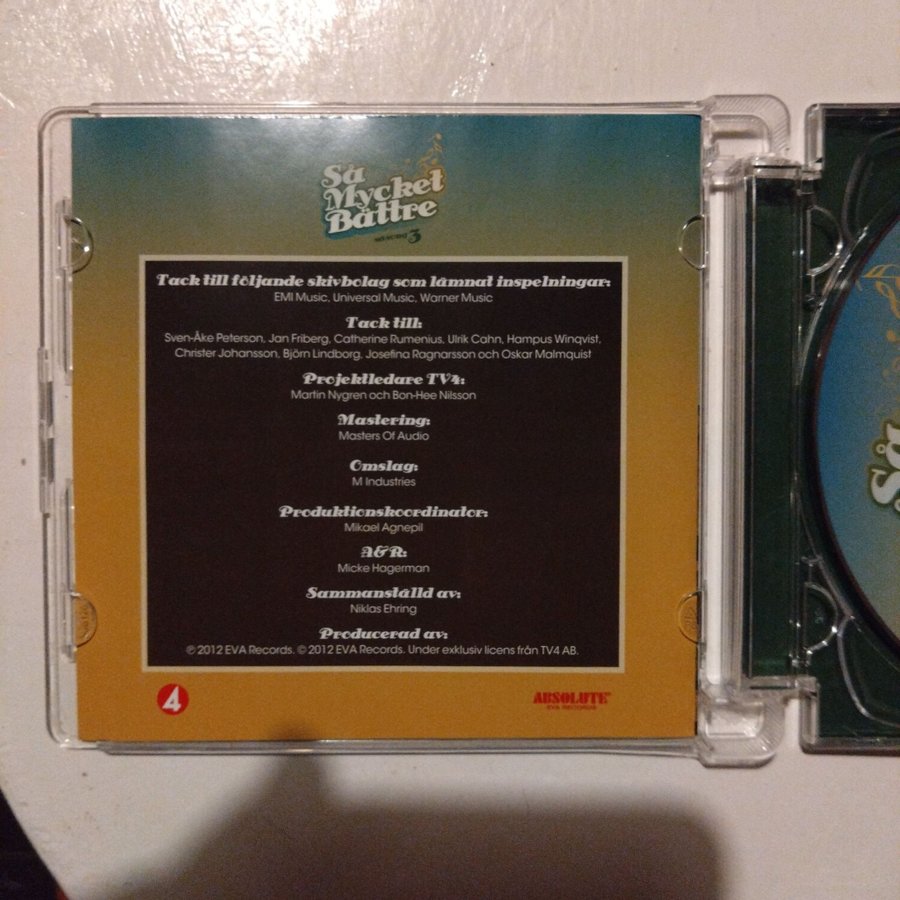 Så
Mycket
Bättre
säsong 3
Tack till följande skivbolag som lämnat inspelningar:
EMI Music, Universal Music, Warner Music
Tack till:
Sven-Åke Peterson, Jan Friberg, Catherine Rumenius, Ulrik Cahn, Hampus Winqvist,
Christer Johansson, Björn Lindborg, Josefina Ragnarsson och Oskar Malmquist
Projektledare TV4:
Martin Nygren och Bon-Hee Nilsson
Mastering:
Masters Of Audio
Omslag:
M Industries
Produktionskoordinator:
Mikael Agnepil
A&R:
Micke Hagerman
Sammanställd av:
Niklas Ehring
Producerad av:
℗ 2012 EVA Records. © 2012 EVA Records. Under exklusiv licens från TV4 AB.
4
ABSOLUTE
EVA RECORDS
Så